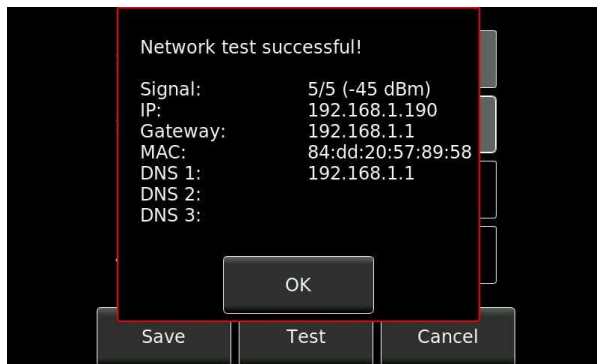 Network test successful!
Signal: 5/5 (-45 dBm)
IP: 192.168.1.190
Gateway: 192.168.1.1
MAC: 84:dd:20:57:89:58
DNS 1: 192.168.1.1
DNS 2:
DNS 3:
OK
Save Test Cancel